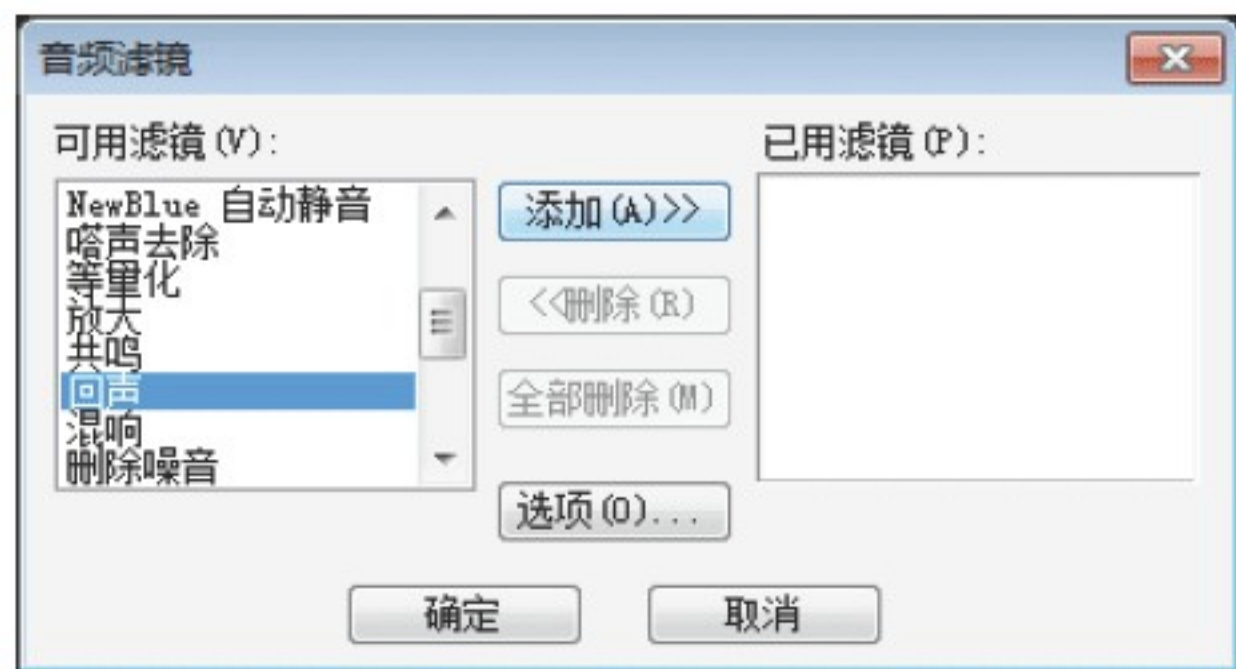 音频滤镜
可用滤镜(V):
NewBlue 自动静音
嗒声去除
等量化
放大
共鸣
回声
混响
删除噪音
添加(A)>>
<<删除(R)
全部删除(M)
选项(O)...
已用滤镜(P):
确定
取消